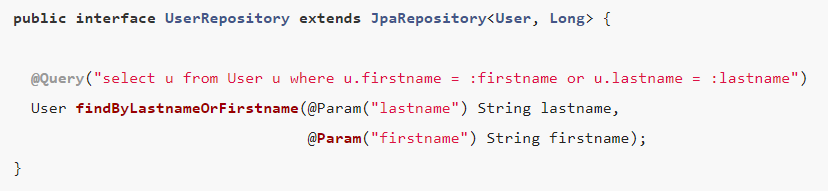 public interface UserRepository extends JpaRepository<User, Long> {
@Query("select u from User u where u.firstname = :firstname or u.lastname = :lastname")
User findByLastnameOrFirstname(@Param("lastname") String lastname,
@Param("firstname") String firstname);
}